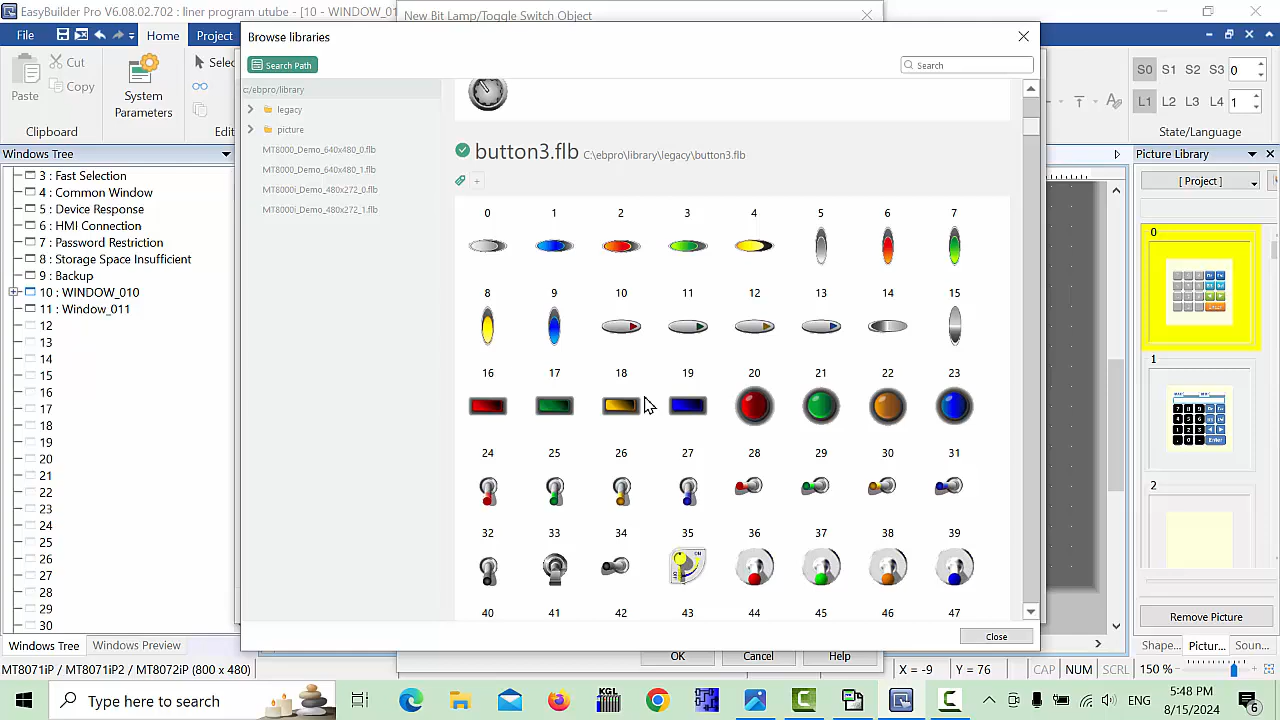 EasyBuilder Pro V6.08.02.702 : liner program utube - [10 - WINDOW_01
New Bit Lamp/Toggle Switch Object
File
Home
Project
Paste
Cut
Copy
Clipboard
System Parameters
Selec
Edit
S0 S1 S2 S3 0
L1 L2 L3 L4 1
State/Language
Browse libraries
Search Path
Search
c:/ebpro/library
legacy
picture
MT8000_Demo_640x480_0.flb
MT8000_Demo_640x480_1.flb
MT8000i_Demo_480x272_0.flb
MT8000i_Demo_480x272_1.flb
button3.flb C:\ebpro\library\legacy\button3.flb
+
0 1 2 3 4 5 6 7
8 9 10 11 12 13 14 15
16 17 18 19 20 21 22 23
24 25 26 27 28 29 30 31
32 33 34 35 36 37 38 39
40 41 42 43 44 45 46 47
Close
OK Cancel Help
Windows Tree
3 : Fast Selection
4 : Common Window
5 : Device Response
6 : HMI Connection
7 : Password Restriction
8 : Storage Space Insufficient
9 : Backup
10 : WINDOW_010
11 : Window_011
12
13
14
15
16
17
18
19
20
21
22
23
24
25
26
27
28
29
30
Windows Tree Windows Preview
Picture Library
[ Project ]
0
1
2
Remove Picture
Shape... Pictur... Soun...
MT8071iP / MT8071iP2 / MT8072iP (800 x 480)
X = -9 Y = 76 CAP NUM SCRL 150 %
Type here to search
KGL
ENG
5:48 PM
8/15/2024
6